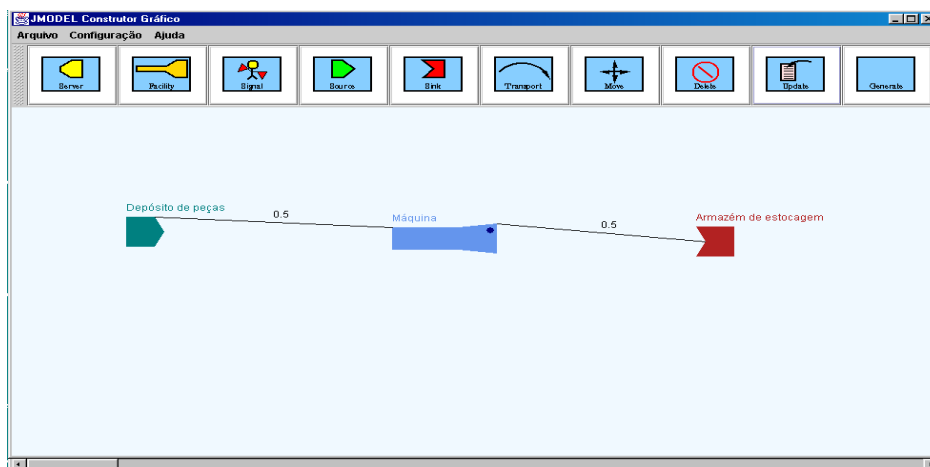 JMODEL Construtor Gráfico
Arquivo Configuração Ajuda
Server Facility Signal Source Sink Transport Move Delete Update Generate
Depósito de peças
0.5
Máquina
0.5
Armazém de estocagem